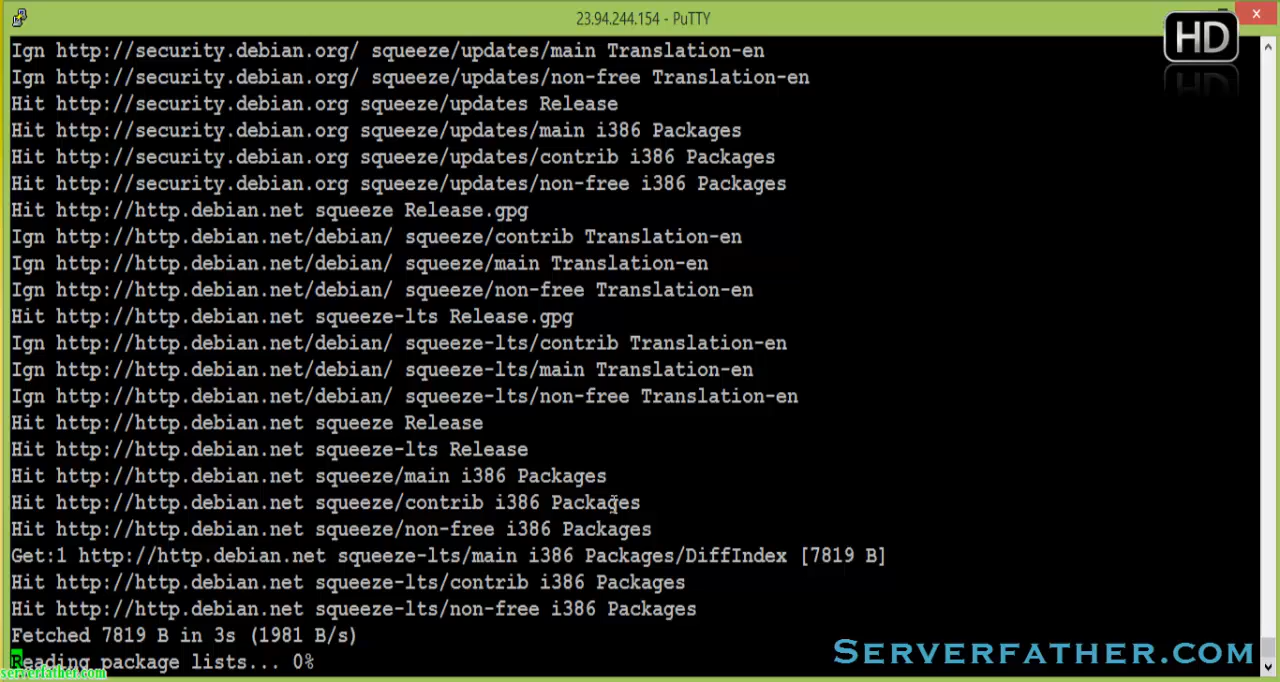 23.94.244.154 - PuTTY
HD
Ign http://security.debian.org/ squeeze/updates/main Translation-en
Ign http://security.debian.org/ squeeze/updates/non-free Translation-en
Hit http://security.debian.org squeeze/updates Release
Hit http://security.debian.org squeeze/updates/main i386 Packages
Hit http://security.debian.org squeeze/updates/contrib i386 Packages
Hit http://security.debian.org squeeze/updates/non-free i386 Packages
Hit http://http.debian.net squeeze Release.gpg
Ign http://http.debian.net/debian/ squeeze/contrib Translation-en
Ign http://http.debian.net/debian/ squeeze/main Translation-en
Ign http://http.debian.net/debian/ squeeze/non-free Translation-en
Hit http://http.debian.net squeeze-lts Release.gpg
Ign http://http.debian.net/debian/ squeeze-lts/contrib Translation-en
Ign http://http.debian.net/debian/ squeeze-lts/main Translation-en
Ign http://http.debian.net/debian/ squeeze-lts/non-free Translation-en
Hit http://http.debian.net squeeze Release
Hit http://http.debian.net squeeze-lts Release
Hit http://http.debian.net squeeze/main i386 Packages
Hit http://http.debian.net squeeze/contrib i386 Packages
Hit http://http.debian.net squeeze/non-free i386 Packages
Get:1 http://http.debian.net squeeze-lts/main i386 Packages/DiffIndex [7819 B]
Hit http://http.debian.net squeeze-lts/contrib i386 Packages
Hit http://http.debian.net squeeze-lts/non-free i386 Packages
Fetched 7819 B in 3s (1981 B/s)
Reading package lists... 0%
SERVERFATHER.COM
serverfather.com